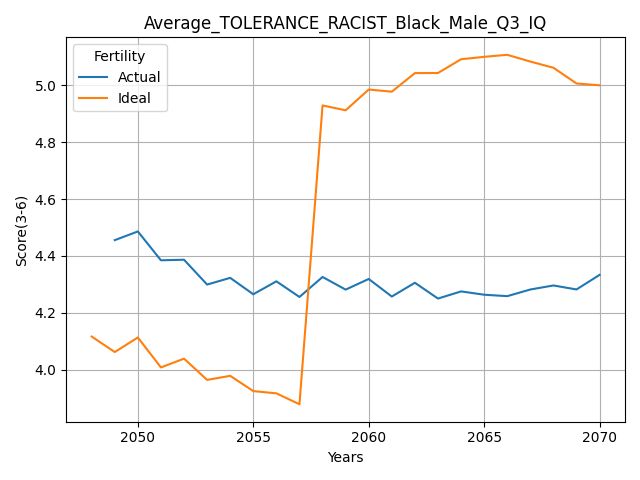 Average_TOLERANCE_RACIST_Black_Male_Q3_IQ
Fertility
Actual
Ideal
Score(3-6)
5.0
4.8
4.6
4.4
4.2
4.0
2050
2055
2060
2065
2070
Years